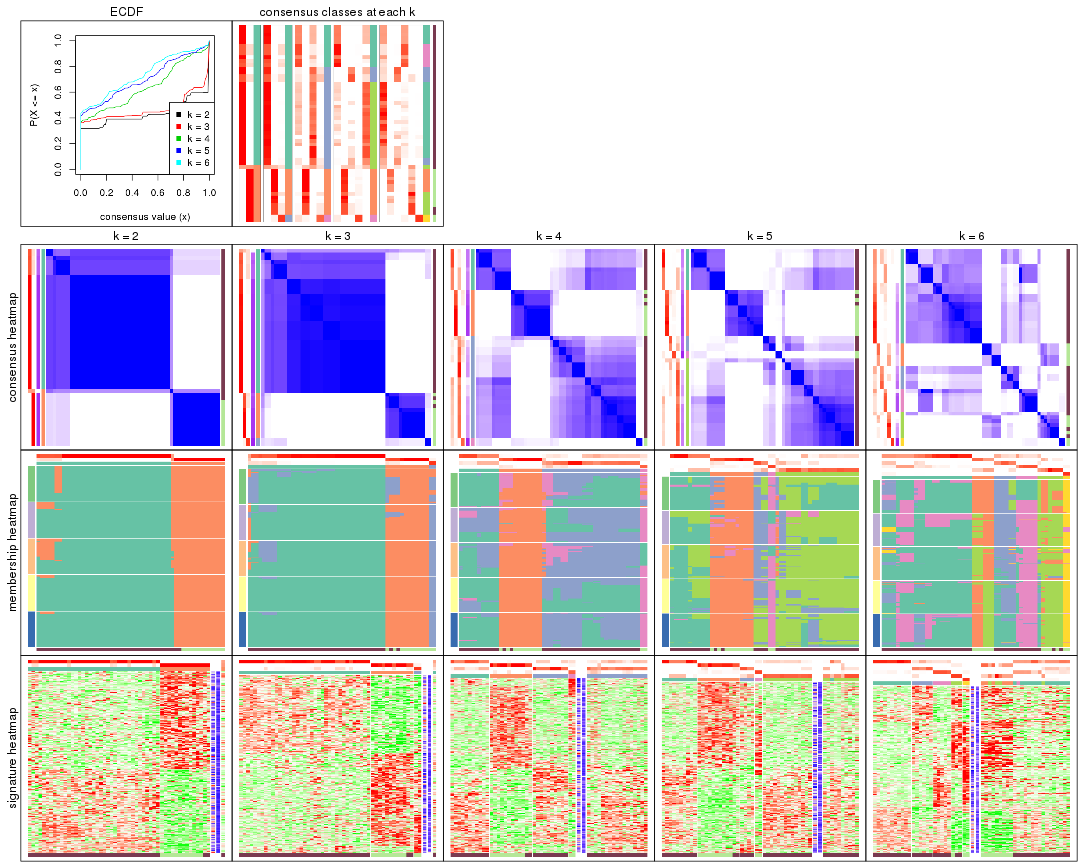 ECDF
consensus classes at each k
P(X <= x)
0.0 0.2 0.4 0.6 0.8 1.0
k = 2
k = 3
k = 4
k = 5
k = 6
0.0 0.2 0.4 0.6 0.8 1.0
consensus value (x)
k = 2
k = 3
k = 4
k = 5
k = 6
consensus heatmap
membership heatmap
signature heatmap